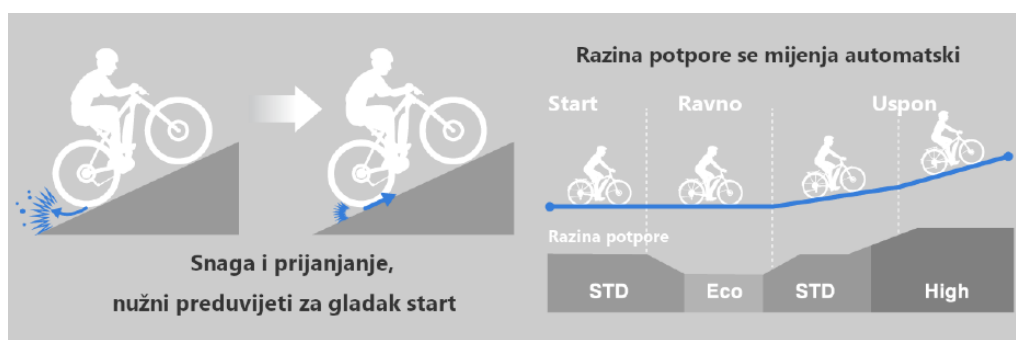 Snaga i prijanjanje,
nužni preduvijeti za gladak start
Razina potpore se mijenja automatski
Start Ravno Uspon
Razina potpore
STD Eco STD High